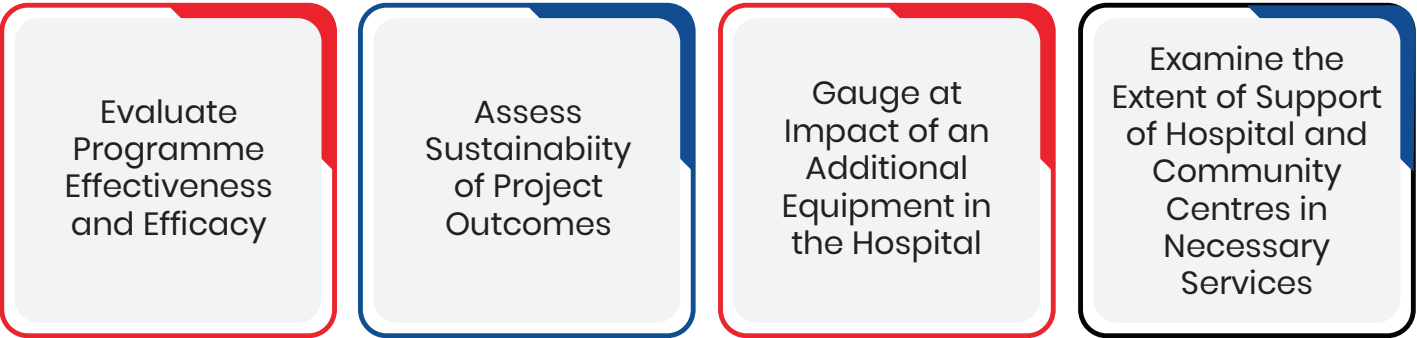 Evaluate
Programme
Effectiveness
and Efficacy
Assess
Sustainabiity
of Project
Outcomes
Gauge at
Impact of an
Additional
Equipment in
the Hospital
Examine the
Extent of Support
of Hospital and
Community
Centres in
Necessary
Services